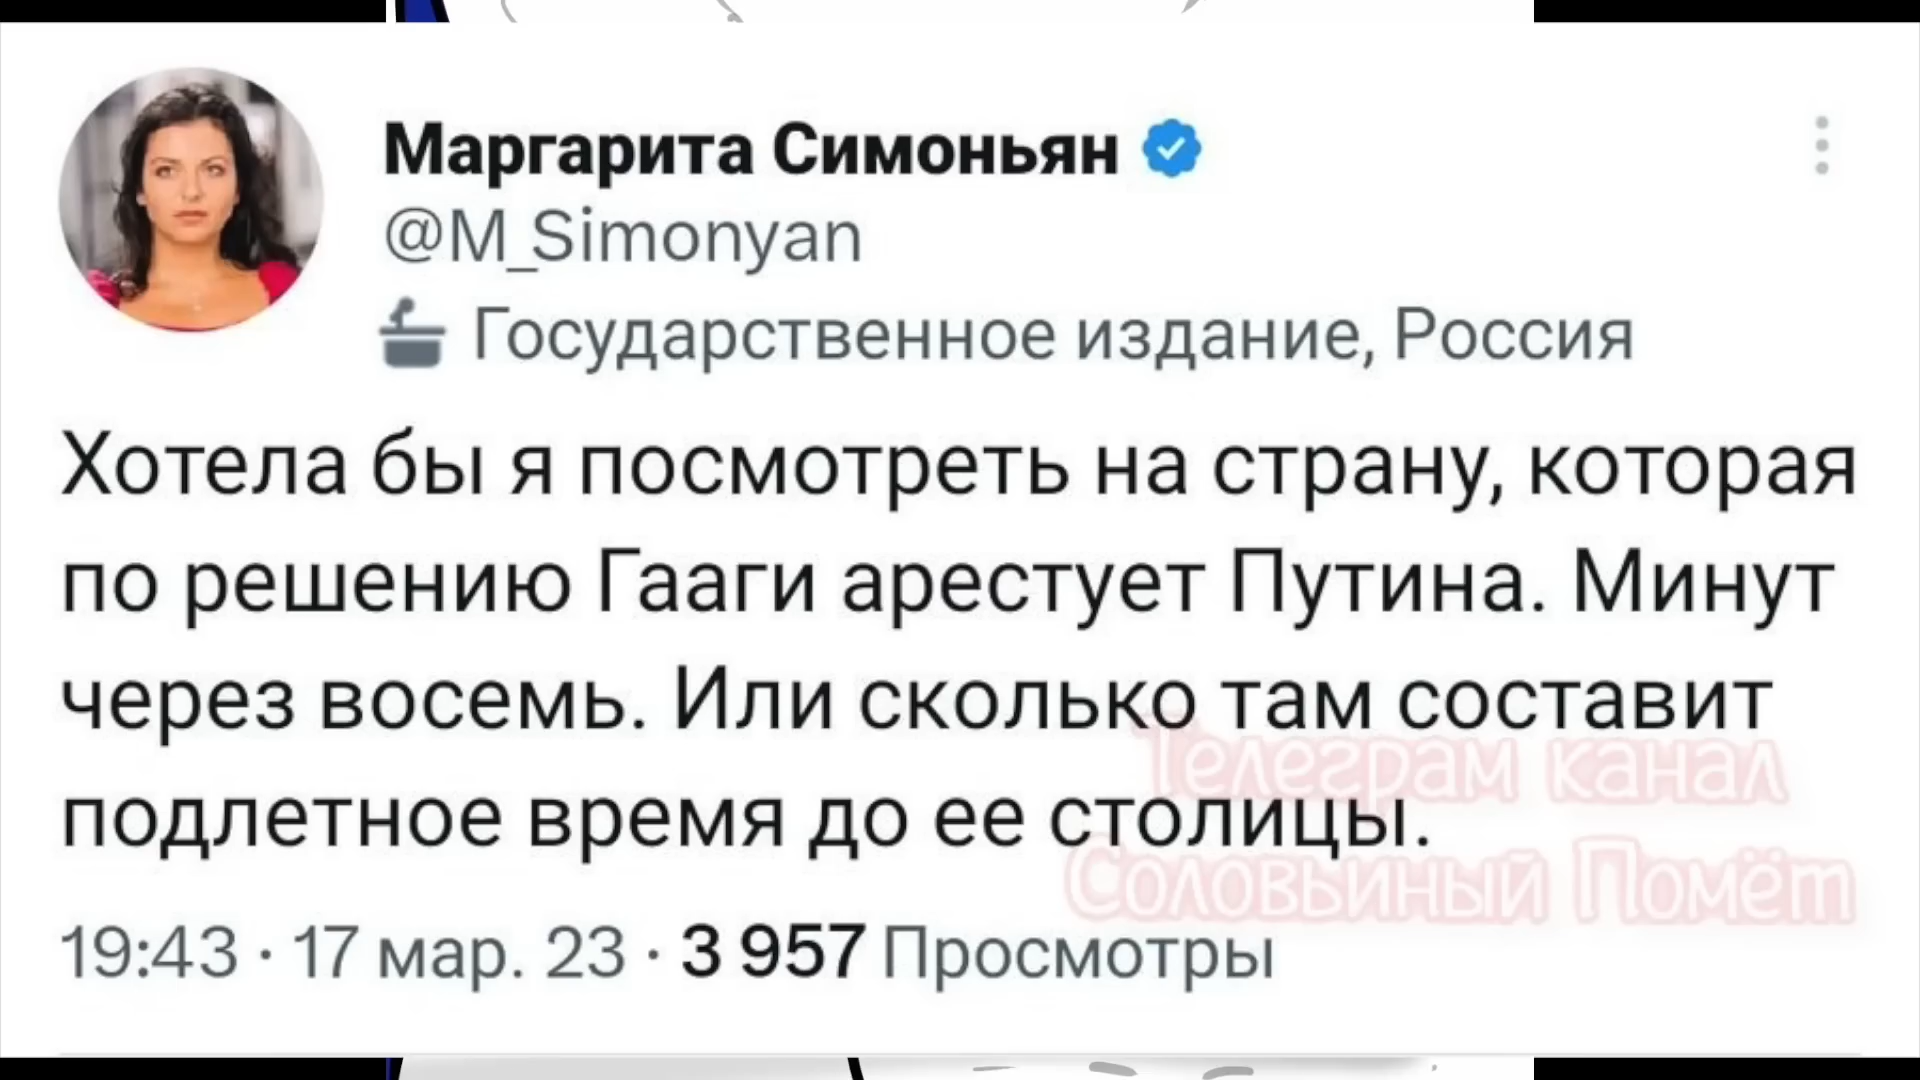 Маргарита Симоньян
@M_Simonyan
Государственное издание, Россия
Хотела бы я посмотреть на страну, которая
по решению Гааги арестует Путина. Минут
через восемь. Или сколько там составит
подлетное время до ее столицы.
Телеграм канал
Соловьиный Помёт
19:43 · 17 мар. 23 · 3 957 Просмотры